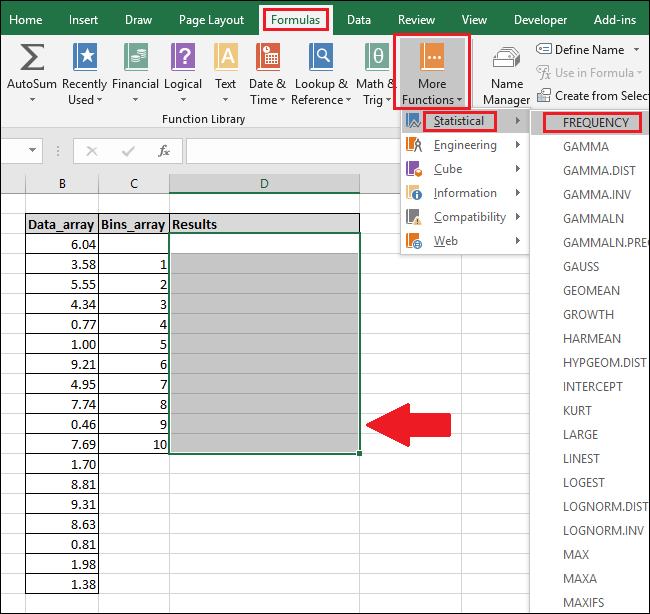 Home Insert Draw Page Layout Formulas Data Review View Developer Add-ins
AutoSum Recently Used Financial Logical Text Date & Time Lookup & Reference Math & Trig More Functions Name Manager
Define Name
Use in Formula
Create from Selec
Function Library
fx
Statistical
Engineering
Cube
Information
Compatibility
Web
FREQUENCY
GAMMA
GAMMA.DIST
GAMMA.INV
GAMMALN
GAMMALN.PREC
GAUSS
GEOMEAN
GROWTH
HARMEAN
HYPGEOM.DIST
INTERCEPT
KURT
LARGE
LINEST
LOGEST
LOGNORM.DIST
LOGNORM.INV
MAX
MAXA
MAXIFS
B C D
Data_array Bins_array Results
6.04
3.58 1
5.55 2
4.34 3
0.77 4
1.00 5
9.21 6
4.95 7
7.74 8
0.46 9
7.69 10
1.70
8.81
9.31
8.63
0.81
1.98
1.38